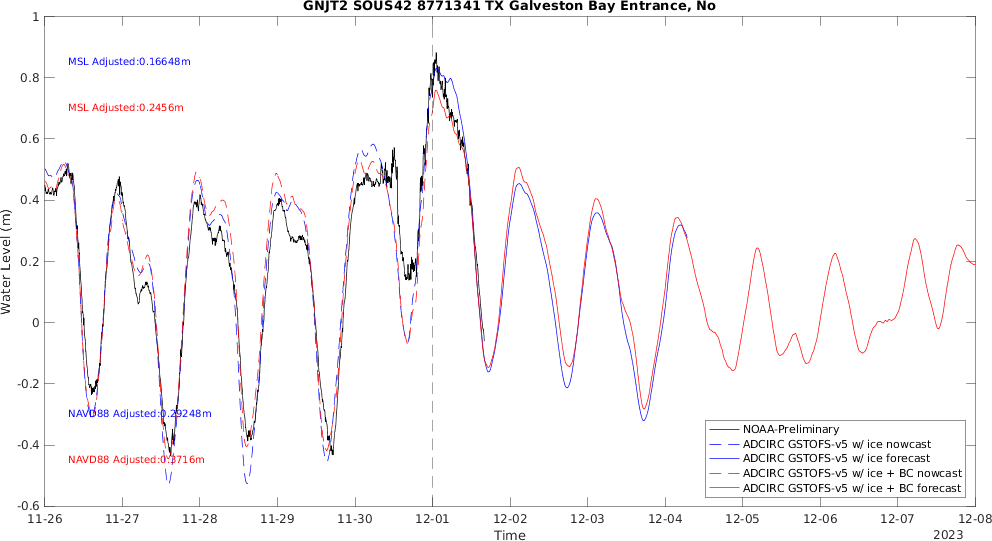 GNJT2 SOUS42 8771341 TX Galveston Bay Entrance, No
1
0.8
0.6
0.4
0.2
0
-0.2
-0.4
-0.6
Water Level (m)
MSL Adjusted:0.16648m
MSL Adjusted:0.2456m
NAVD88 Adjusted:0.29248m
NAVD88 Adjusted:0.3716m
NOAA-Preliminary
ADCIRC GSTOFS-v5 w/ ice nowcast
ADCIRC GSTOFS-v5 w/ ice forecast
ADCIRC GSTOFS-v5 w/ ice + BC nowcast
ADCIRC GSTOFS-v5 w/ ice + BC forecast
11-26 11-27 11-28 11-29 11-30 12-01 12-02 12-03 12-04 12-05 12-06 12-07 12-08
Time
2023